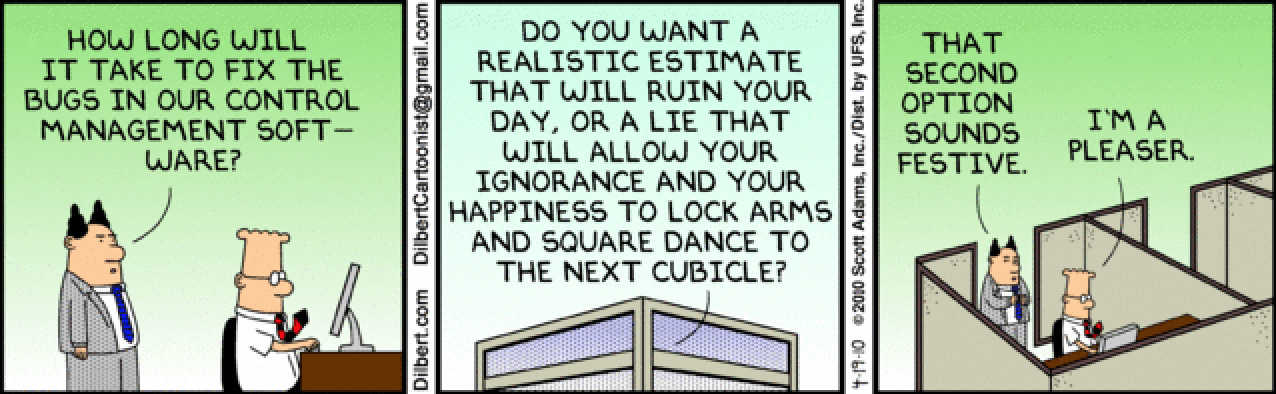 HOW LONG WILL
IT TAKE TO FIX THE
BUGS IN OUR CONTROL
MANAGEMENT SOFT-
WARE?
Dilbert.com DilbertCartoonist@gmail.com
DO YOU WANT A
REALISTIC ESTIMATE
THAT WILL RUIN YOUR
DAY, OR A LIE THAT
WILL ALLOW YOUR
IGNORANCE AND YOUR
HAPPINESS TO LOCK ARMS
AND SQUARE DANCE TO
THE NEXT CUBICLE?
4-19-10 ©2010 Scott Adams, Inc./Dist. by UFS, Inc.
THAT
SECOND
OPTION
SOUNDS
FESTIVE.
I'M A
PLEASER.